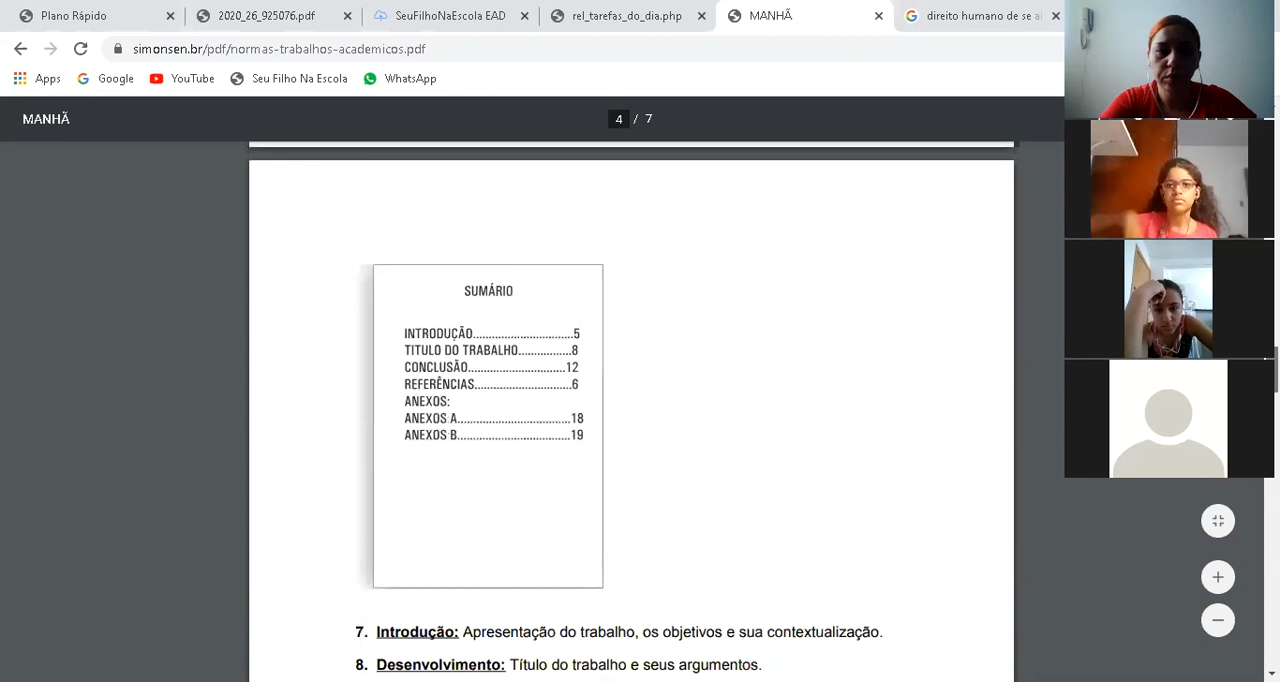 Plano Rápido
2020_26_925076.pdf
SeuFilhoNaEscola EAD
rel_tarefas_do_dia.php
MANHÃ
direito humano de se al
simonsen.br/pdf/normas-trabalhos-academicos.pdf
Apps
Google
YouTube
Seu Filho Na Escola
WhatsApp
MANHÃ
4 / 7
SUMÁRIO
INTRODUÇÃO...............................5
TITULO DO TRABALHO................8
CONCLUSÃO..............................12
REFERÊNCIAS..............................6
ANEXOS:
ANEXOS A...................................18
ANEXOS B...................................19
7. Introdução: Apresentação do trabalho, os objetivos e sua contextualização.
8. Desenvolvimento: Título do trabalho e seus argumentos.